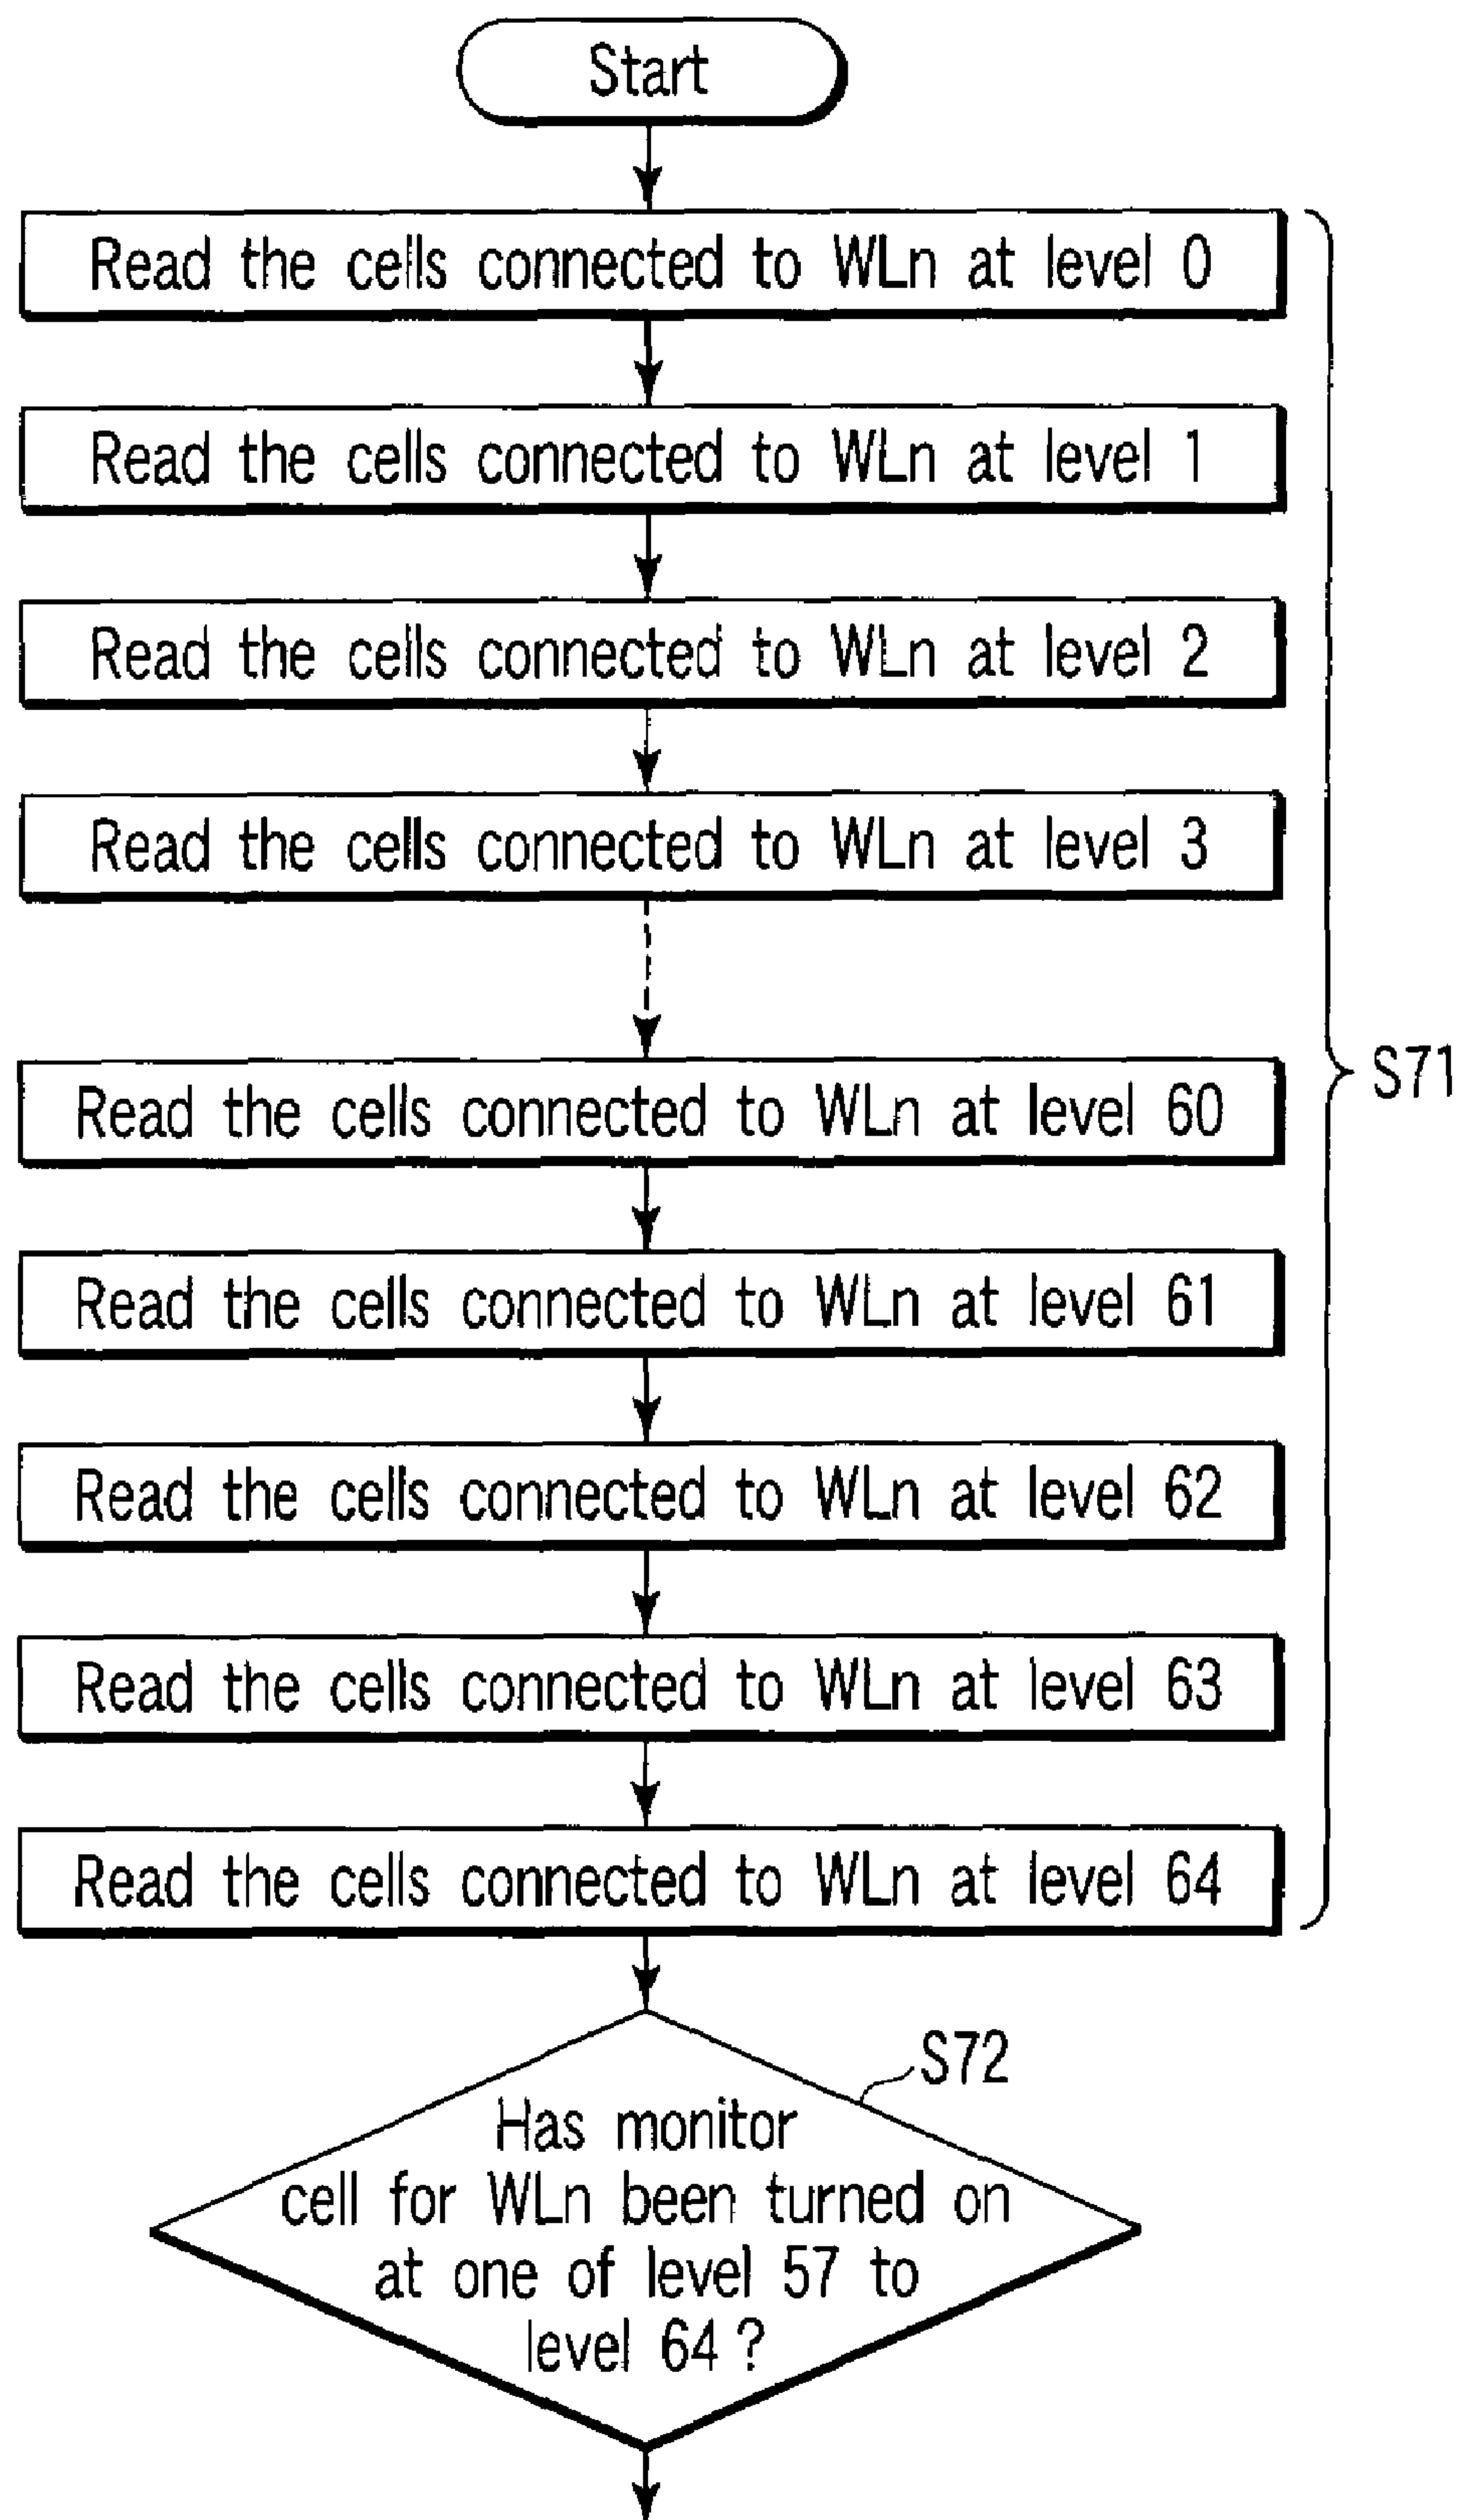 Start
Read the cells connected to WLn at level 0
Read the cells connected to WLn at level 1
Read the cells connected to WLn at level 2
Read the cells connected to WLn at level 3
S71
Read the cells connected to WLn at level 60
Read the cells connected to WLn at level 61
Read the cells connected to WLn at level 62
Read the cells connected to WLn at level 63
Read the cells connected to WLn at level 64
S72
Has monitor
cell for WLn been turned on
at one of level 57 to
level 64 ?